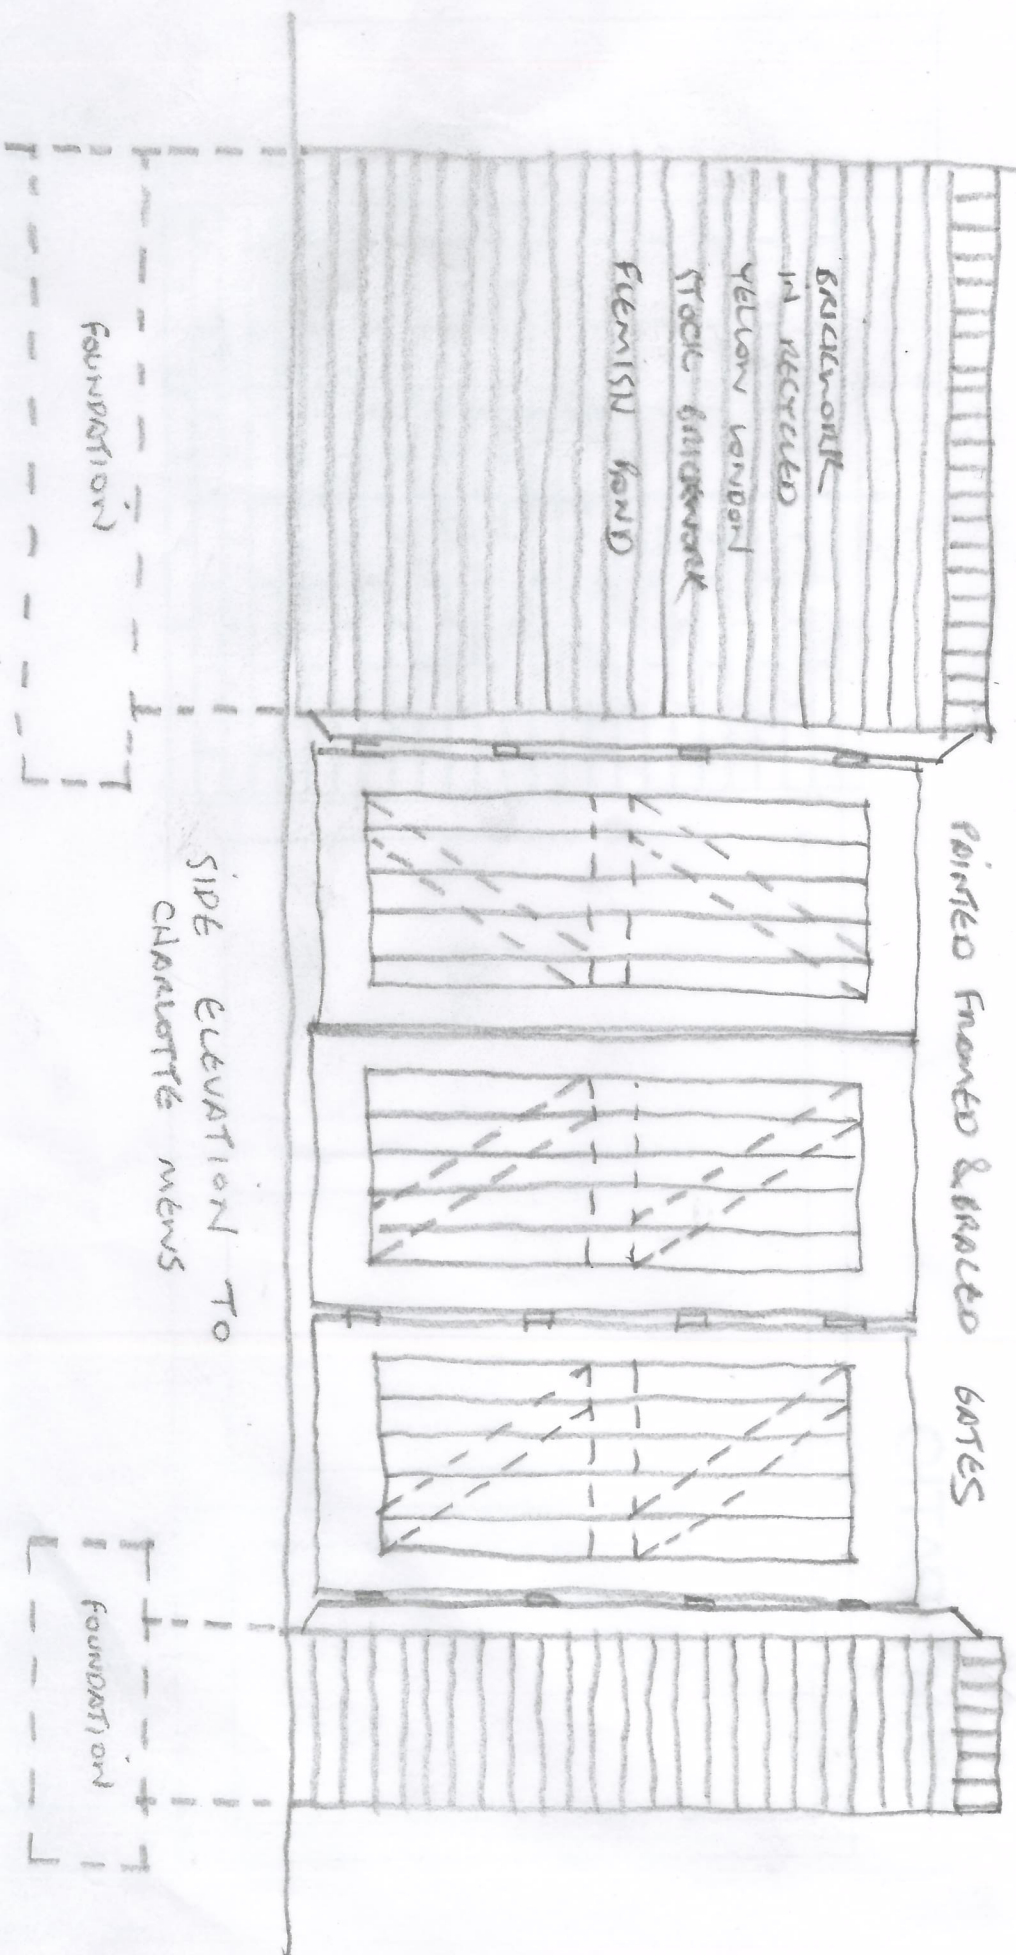 PAINTED FRAMED & BRACED GATES
BRICKWORK
IN RECYCLED
YELLOW LONDON
STOCK BRICKWORK
FLEMISH BOND
SIDE ELEVATION TO
CHARLOTTE MEWS
FOUNDATION
FOUNDATION